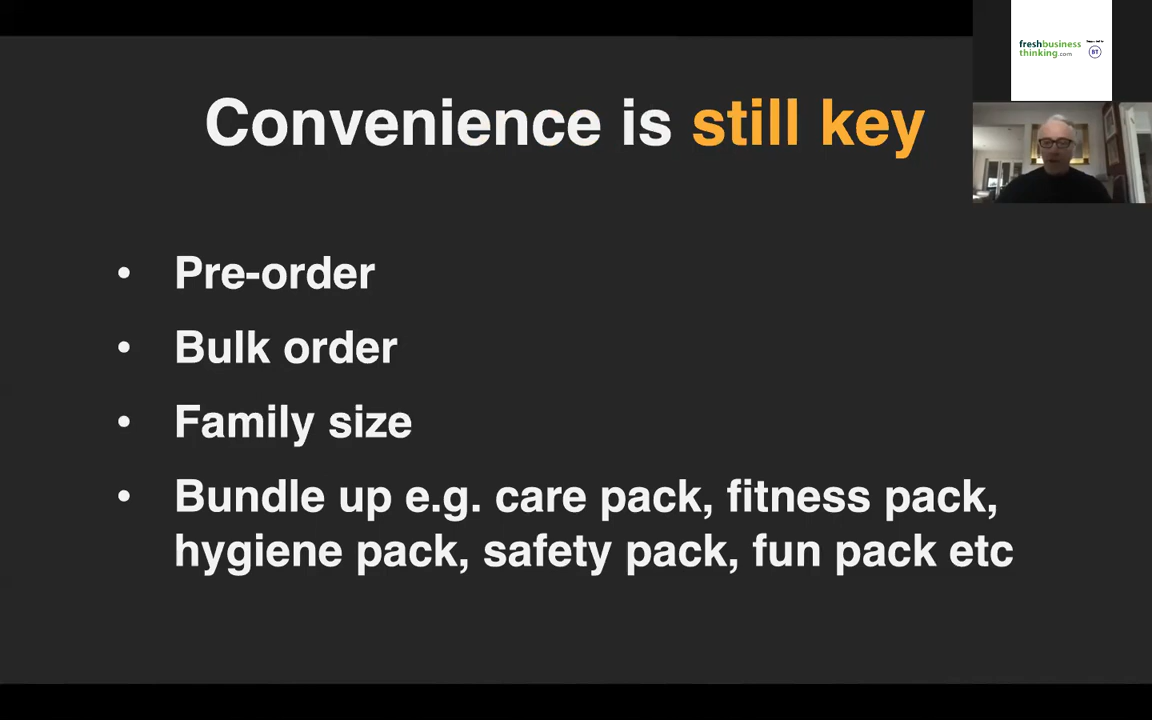 Convenience is still key
freshbusiness
thinking.com
BT
• Pre-order
• Bulk order
• Family size
• Bundle up e.g. care pack, fitness pack,
hygiene pack, safety pack, fun pack etc